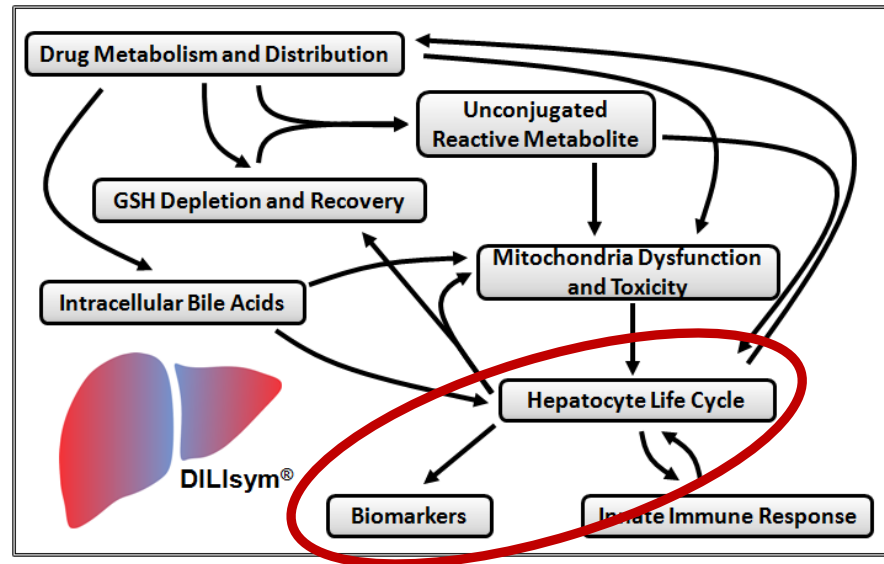 Drug Metabolism and Distribution
Unconjugated
Reactive Metabolite
GSH Depletion and Recovery
Mitochondria Dysfunction
and Toxicity
Intracellular Bile Acids
Hepatocyte Life Cycle
DILIsym®
Biomarkers
Innate Immune Response